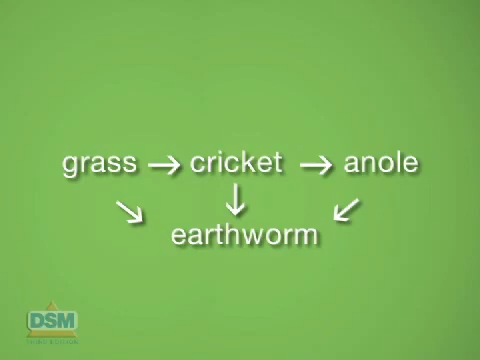 grass → cricket → anole
↘ ↓ ↙
earthworm
DSM